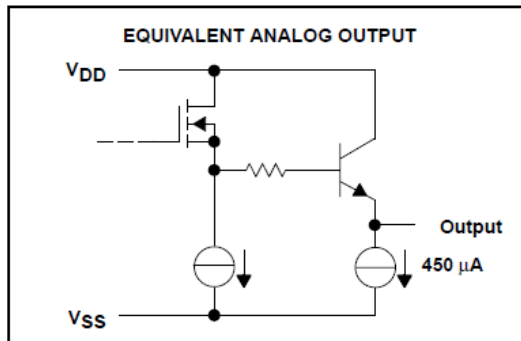 EQUIVALENT ANALOG OUTPUT
VDD
Output
450 μA
VSS